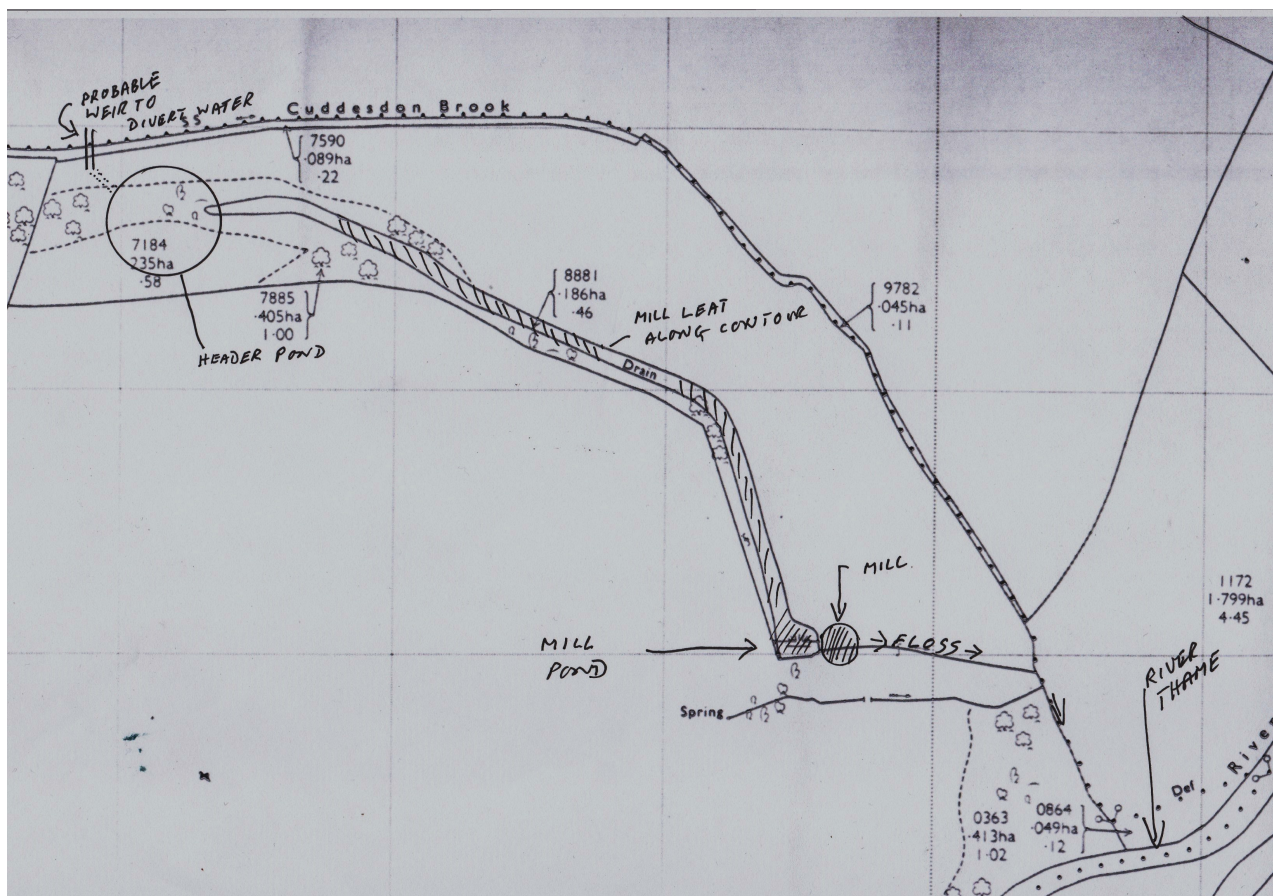 PROBABLE
WEIR TO
DIVERT WATER
SS
Cuddesdon Brook
7590
·089ha
·22
7184
235ha
·58
7885
·405ha
1·00
HEADER POND
8881
·186ha
·46
MILL LEAT
ALONG CONTOUR
Drain
9782
·045ha
·11
MILL.
MILL
POND
FLOSS
1172
1·799ha
4·45
RIVER
THAME
Spring
River
Def
0363
·413ha
1·02
0864
·049ha
·12